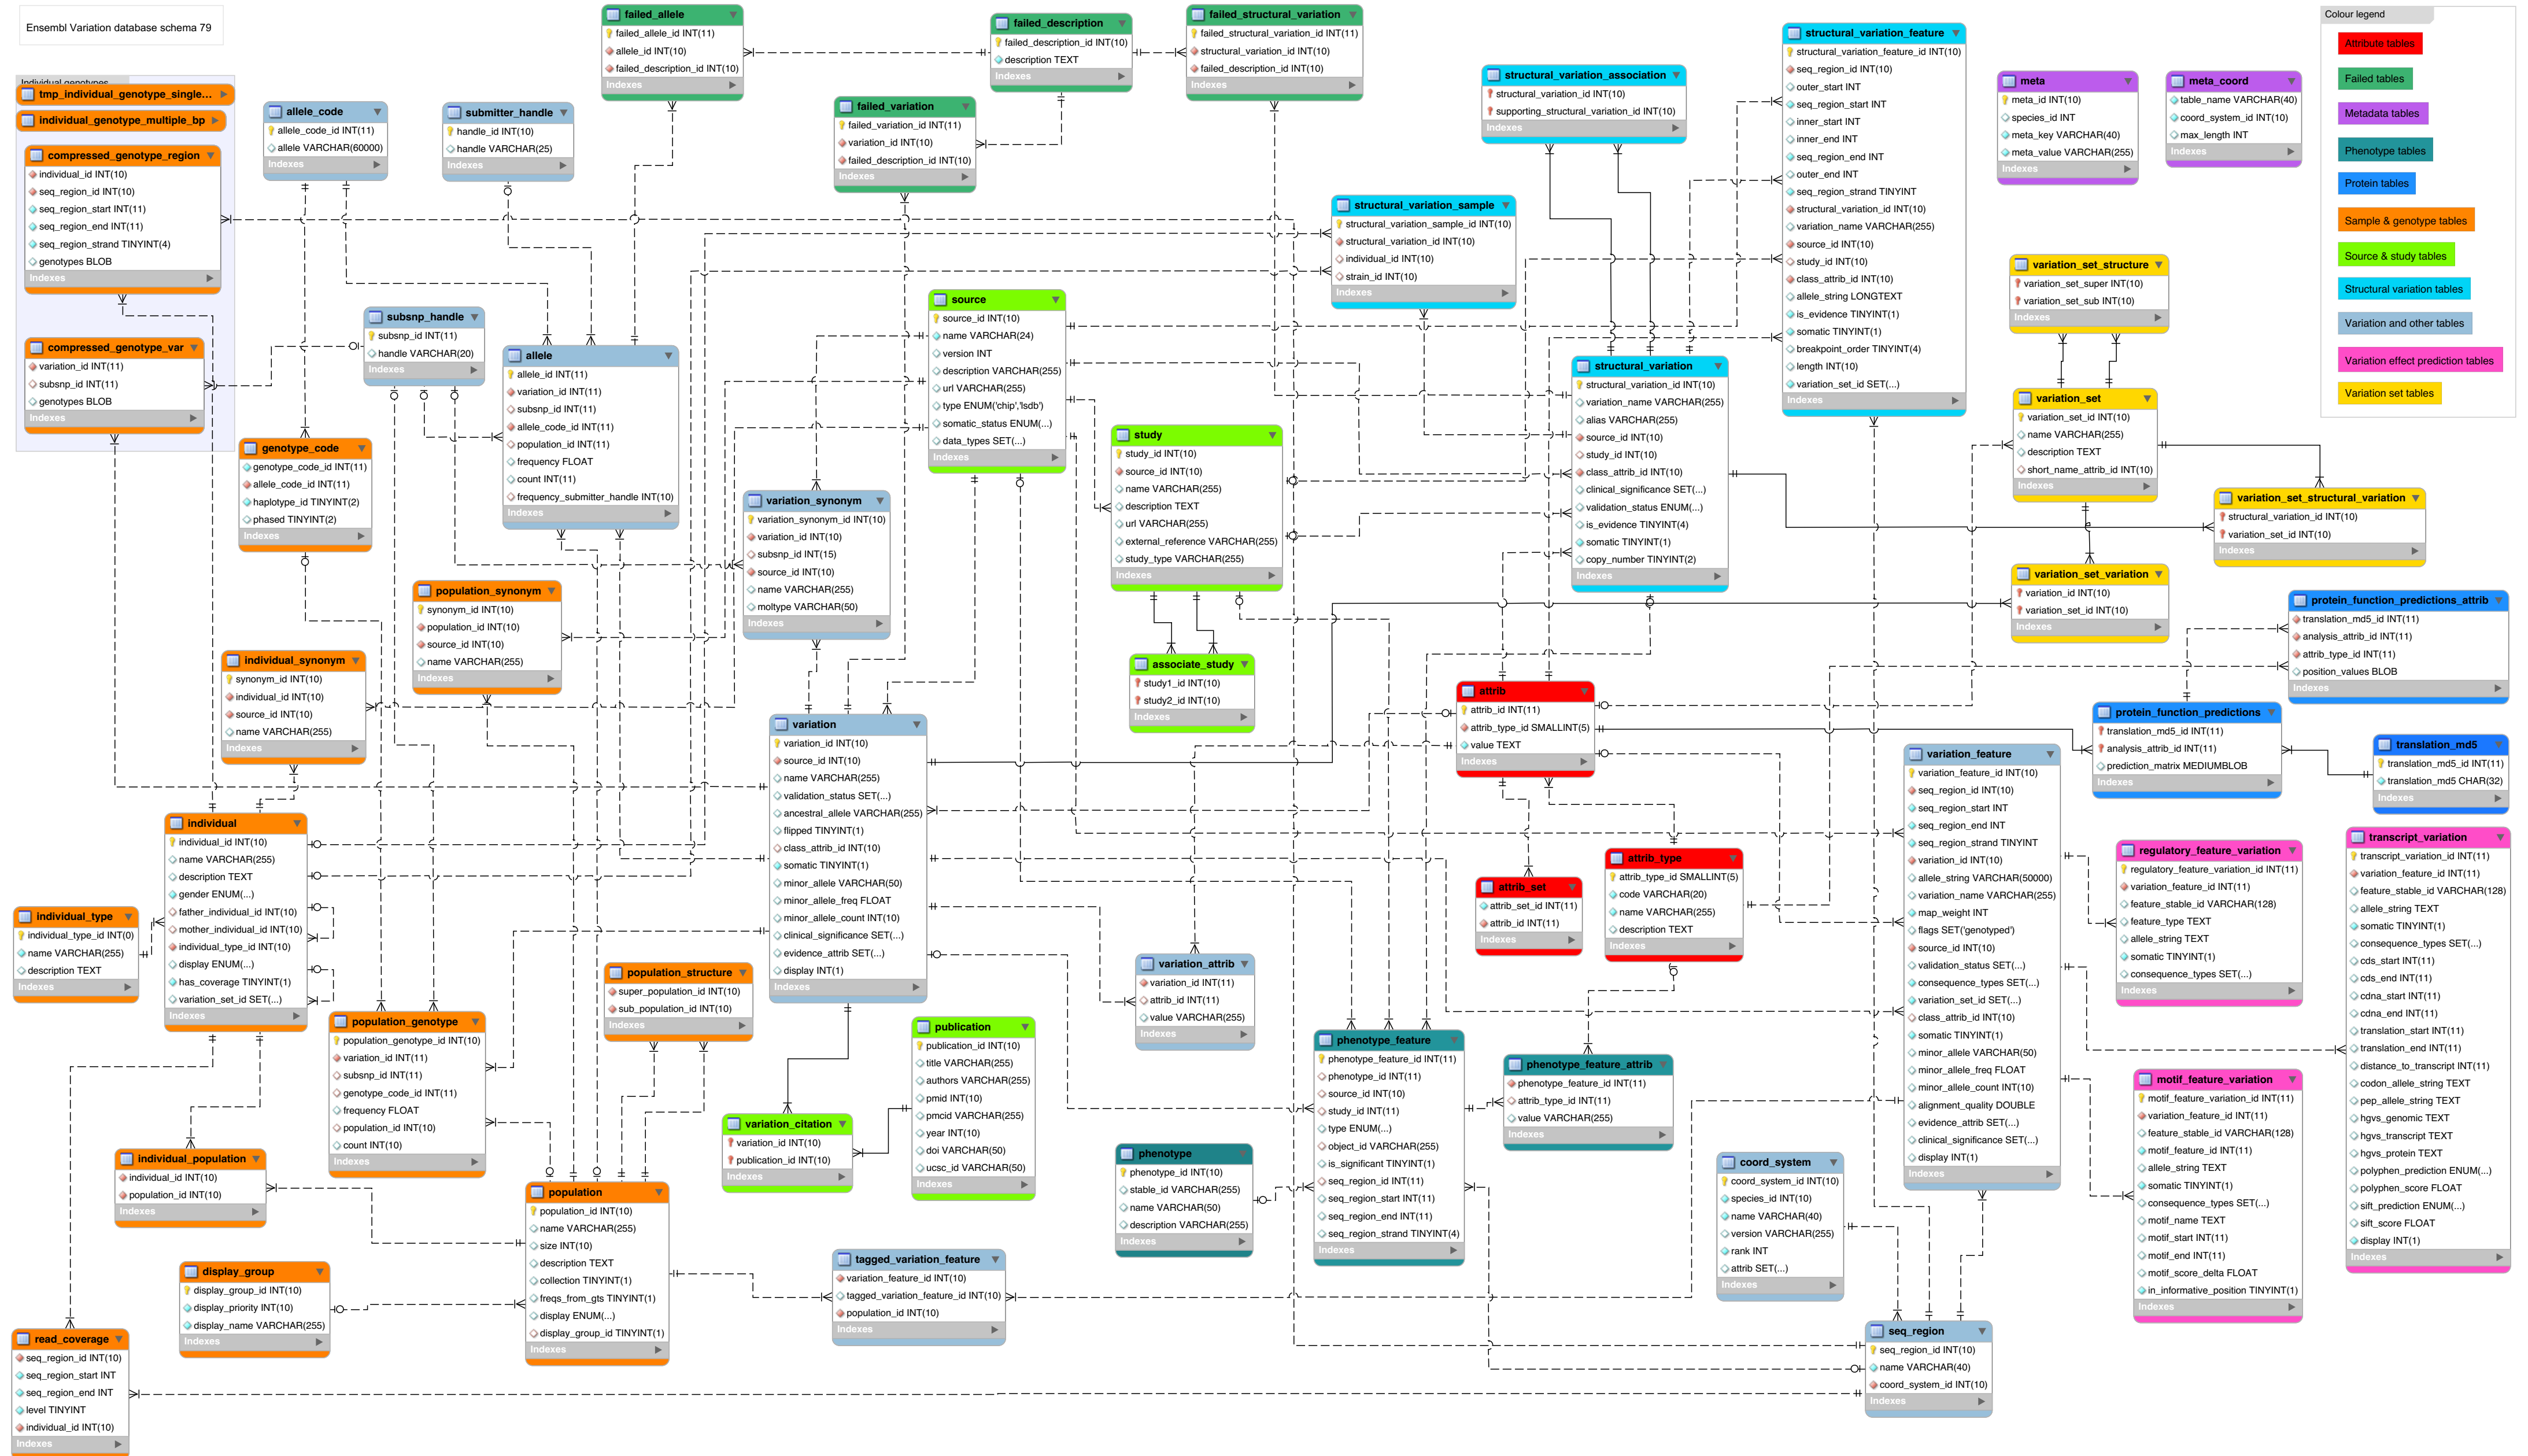 Ensembl Variation database schema 79
Individual genotypes
tmp_individual_genotype_single...
individual_genotype_multiple_bp
compressed_genotype_region
individual_id INT(10)
seq_region_id INT(10)
seq_region_start INT(11)
seq_region_end INT(11)
seq_region_strand TINYINT(4)
genotypes BLOB
Indexes
compressed_genotype_var
variation_id INT(11)
subsnp_id INT(11)
genotypes BLOB
Indexes
allele_code
allele_code_id INT(11)
allele VARCHAR(60000)
Indexes
submitter_handle
handle_id INT(10)
handle VARCHAR(25)
Indexes
failed_allele
failed_allele_id INT(11)
allele_id INT(10)
failed_description_id INT(10)
Indexes
failed_description
failed_description_id INT(10)
description TEXT
Indexes
failed_variation
failed_variation_id INT(11)
variation_id INT(10)
failed_description_id INT(10)
Indexes
failed_structural_variation
failed_structural_variation_id INT(11)
structural_variation_id INT(10)
failed_description_id INT(10)
Indexes
structural_variation_association
structural_variation_id INT(10)
supporting_structural_variation_id INT(10)
Indexes
structural_variation_sample
structural_variation_sample_id INT(10)
structural_variation_id INT(10)
individual_id INT(10)
strain_id INT(10)
Indexes
structural_variation_feature
structural_variation_feature_id INT(10)
seq_region_id INT(10)
outer_start INT
seq_region_start INT
inner_start INT
inner_end INT
seq_region_end INT
outer_end INT
seq_region_strand TINYINT
structural_variation_id INT(10)
variation_name VARCHAR(255)
source_id INT(10)
study_id INT(10)
class_attrib_id INT(10)
allele_string LONGTEXT
is_evidence TINYINT(1)
somatic TINYINT(1)
breakpoint_order TINYINT(4)
length INT(10)
variation_set_id SET(...)
Indexes
meta
meta_id INT(10)
species_id INT
meta_key VARCHAR(40)
meta_value VARCHAR(255)
Indexes
meta_coord
table_name VARCHAR(40)
coord_system_id INT(10)
max_length INT
Indexes
Colour legend
Attribute tables
Failed tables
Metadata tables
Phenotype tables
Protein tables
Sample & genotype tables
Source & study tables
Structural variation tables
Variation and other tables
Variation effect prediction tables
Variation set tables
subsnp_handle
subsnp_id INT(11)
handle VARCHAR(20)
Indexes
allele
allele_id INT(11)
variation_id INT(11)
subsnp_id INT(11)
allele_code_id INT(11)
population_id INT(11)
frequency FLOAT
count INT(11)
frequency_submitter_handle INT(10)
Indexes
genotype_code
genotype_code_id INT(11)
allele_code_id INT(11)
haplotype_id TINYINT(2)
phased TINYINT(2)
Indexes
source
source_id INT(10)
name VARCHAR(24)
version INT
description VARCHAR(255)
url VARCHAR(255)
type ENUM('chip','lsdb')
somatic_status ENUM(...)
data_types SET(...)
Indexes
study
study_id INT(10)
source_id INT(10)
name VARCHAR(255)
description TEXT
url VARCHAR(255)
external_reference VARCHAR(255)
study_type VARCHAR(255)
Indexes
structural_variation
structural_variation_id INT(10)
variation_name VARCHAR(255)
alias VARCHAR(255)
source_id INT(10)
study_id INT(10)
class_attrib_id INT(10)
clinical_significance SET(...)
validation_status ENUM(...)
is_evidence TINYINT(4)
somatic TINYINT(1)
copy_number TINYINT(2)
Indexes
variation_set_structure
variation_set_super INT(10)
variation_set_sub INT(10)
Indexes
variation_set
variation_set_id INT(10)
name VARCHAR(255)
description TEXT
short_name_attrib_id INT(10)
Indexes
variation_set_structural_variation
structural_variation_id INT(10)
variation_set_id INT(10)
Indexes
variation_set_variation
variation_id INT(10)
variation_set_id INT(10)
Indexes
variation_synonym
variation_synonym_id INT(10)
variation_id INT(10)
subsnp_id INT(15)
source_id INT(10)
name VARCHAR(255)
moltype VARCHAR(50)
Indexes
population_synonym
synonym_id INT(10)
population_id INT(10)
source_id INT(10)
name VARCHAR(255)
Indexes
individual_synonym
synonym_id INT(10)
individual_id INT(10)
source_id INT(10)
name VARCHAR(255)
Indexes
associate_study
study1_id INT(10)
study2_id INT(10)
Indexes
attrib
attrib_id INT(11)
attrib_type_id SMALLINT(5)
value TEXT
Indexes
protein_function_predictions_attrib
translation_md5_id INT(11)
analysis_attrib_id INT(11)
attrib_type_id INT(11)
position_values BLOB
Indexes
protein_function_predictions
translation_md5_id INT(11)
analysis_attrib_id INT(11)
prediction_matrix MEDIUMBLOB
Indexes
translation_md5
translation_md5_id INT(11)
translation_md5 CHAR(32)
Indexes
variation
variation_id INT(10)
source_id INT(10)
name VARCHAR(255)
validation_status SET(...)
ancestral_allele VARCHAR(255)
flipped TINYINT(1)
class_attrib_id INT(10)
somatic TINYINT(1)
minor_allele VARCHAR(50)
minor_allele_freq FLOAT
minor_allele_count INT(10)
clinical_significance SET(...)
evidence_attrib SET(...)
display INT(1)
Indexes
individual
individual_id INT(10)
name VARCHAR(255)
description TEXT
gender ENUM(...)
father_individual_id INT(10)
mother_individual_id INT(10)
individual_type_id INT(10)
display ENUM(...)
has_coverage TINYINT(1)
variation_set_id SET(...)
Indexes
individual_type
individual_type_id INT(0)
name VARCHAR(255)
description TEXT
Indexes
attrib_set
attrib_set_id INT(11)
attrib_id INT(11)
Indexes
attrib_type
attrib_type_id SMALLINT(5)
code VARCHAR(20)
name VARCHAR(255)
description TEXT
Indexes
variation_feature
variation_feature_id INT(10)
seq_region_id INT(10)
seq_region_start INT
seq_region_end INT
seq_region_strand TINYINT
variation_id INT(10)
allele_string VARCHAR(50000)
variation_name VARCHAR(255)
map_weight INT
flags SET('genotyped')
source_id INT(10)
validation_status SET(...)
consequence_types SET(...)
variation_set_id SET(...)
class_attrib_id INT(10)
somatic TINYINT(1)
minor_allele VARCHAR(50)
minor_allele_freq FLOAT
minor_allele_count INT(10)
alignment_quality DOUBLE
evidence_attrib SET(...)
clinical_significance SET(...)
display INT(1)
Indexes
regulatory_feature_variation
regulatory_feature_variation_id INT(11)
variation_feature_id INT(11)
feature_stable_id VARCHAR(128)
feature_type TEXT
allele_string TEXT
somatic TINYINT(1)
consequence_types SET(...)
Indexes
transcript_variation
transcript_variation_id INT(11)
variation_feature_id INT(11)
feature_stable_id VARCHAR(128)
allele_string TEXT
somatic TINYINT(1)
consequence_types SET(...)
cds_start INT(11)
cds_end INT(11)
cdna_start INT(11)
cdna_end INT(11)
translation_start INT(11)
translation_end INT(11)
distance_to_transcript INT(11)
codon_allele_string TEXT
pep_allele_string TEXT
hgvs_genomic TEXT
hgvs_transcript TEXT
hgvs_protein TEXT
polyphen_prediction ENUM(...)
polyphen_score FLOAT
sift_prediction ENUM(...)
sift_score FLOAT
display INT(1)
Indexes
motif_feature_variation
motif_feature_variation_id INT(11)
variation_feature_id INT(11)
feature_stable_id VARCHAR(128)
motif_feature_id INT(11)
allele_string TEXT
somatic TINYINT(1)
consequence_types SET(...)
motif_name TEXT
motif_start INT(11)
motif_end INT(11)
motif_score_delta FLOAT
in_informative_position TINYINT(1)
Indexes
population_structure
super_population_id INT(10)
sub_population_id INT(10)
Indexes
variation_attrib
variation_id INT(11)
attrib_id INT(11)
value VARCHAR(255)
Indexes
population_genotype
population_genotype_id INT(10)
variation_id INT(11)
subsnp_id INT(11)
genotype_code_id INT(11)
frequency FLOAT
population_id INT(10)
count INT(10)
Indexes
publication
publication_id INT(10)
title VARCHAR(255)
authors VARCHAR(255)
pmid INT(10)
pmcid VARCHAR(255)
year INT(10)
doi VARCHAR(50)
ucsc_id VARCHAR(50)
Indexes
variation_citation
variation_id INT(10)
publication_id INT(10)
Indexes
phenotype_feature
phenotype_feature_id INT(11)
phenotype_id INT(11)
source_id INT(10)
study_id INT(11)
type ENUM(...)
object_id VARCHAR(255)
is_significant TINYINT(1)
seq_region_id INT(11)
seq_region_start INT(11)
seq_region_end INT(11)
seq_region_strand TINYINT(4)
Indexes
phenotype_feature_attrib
phenotype_feature_id INT(11)
attrib_type_id INT(11)
value VARCHAR(255)
Indexes
phenotype
phenotype_id INT(10)
stable_id VARCHAR(255)
name VARCHAR(50)
description VARCHAR(255)
Indexes
coord_system
coord_system_id INT(10)
species_id INT(10)
name VARCHAR(40)
version VARCHAR(255)
rank INT
attrib SET(...)
Indexes
individual_population
individual_id INT(10)
population_id INT(10)
Indexes
population
population_id INT(10)
name VARCHAR(255)
size INT(10)
description TEXT
collection TINYINT(1)
freqs_from_gts TINYINT(1)
display ENUM(...)
display_group_id TINYINT(1)
Indexes
tagged_variation_feature
variation_feature_id INT(10)
tagged_variation_feature_id INT(10)
population_id INT(10)
Indexes
display_group
display_group_id INT(10)
display_priority INT(10)
display_name VARCHAR(255)
Indexes
read_coverage
seq_region_id INT(10)
seq_region_start INT
seq_region_end INT
level TINYINT
individual_id INT(10)
Indexes
seq_region
seq_region_id INT(10)
name VARCHAR(40)
coord_system_id INT(10)
Indexes